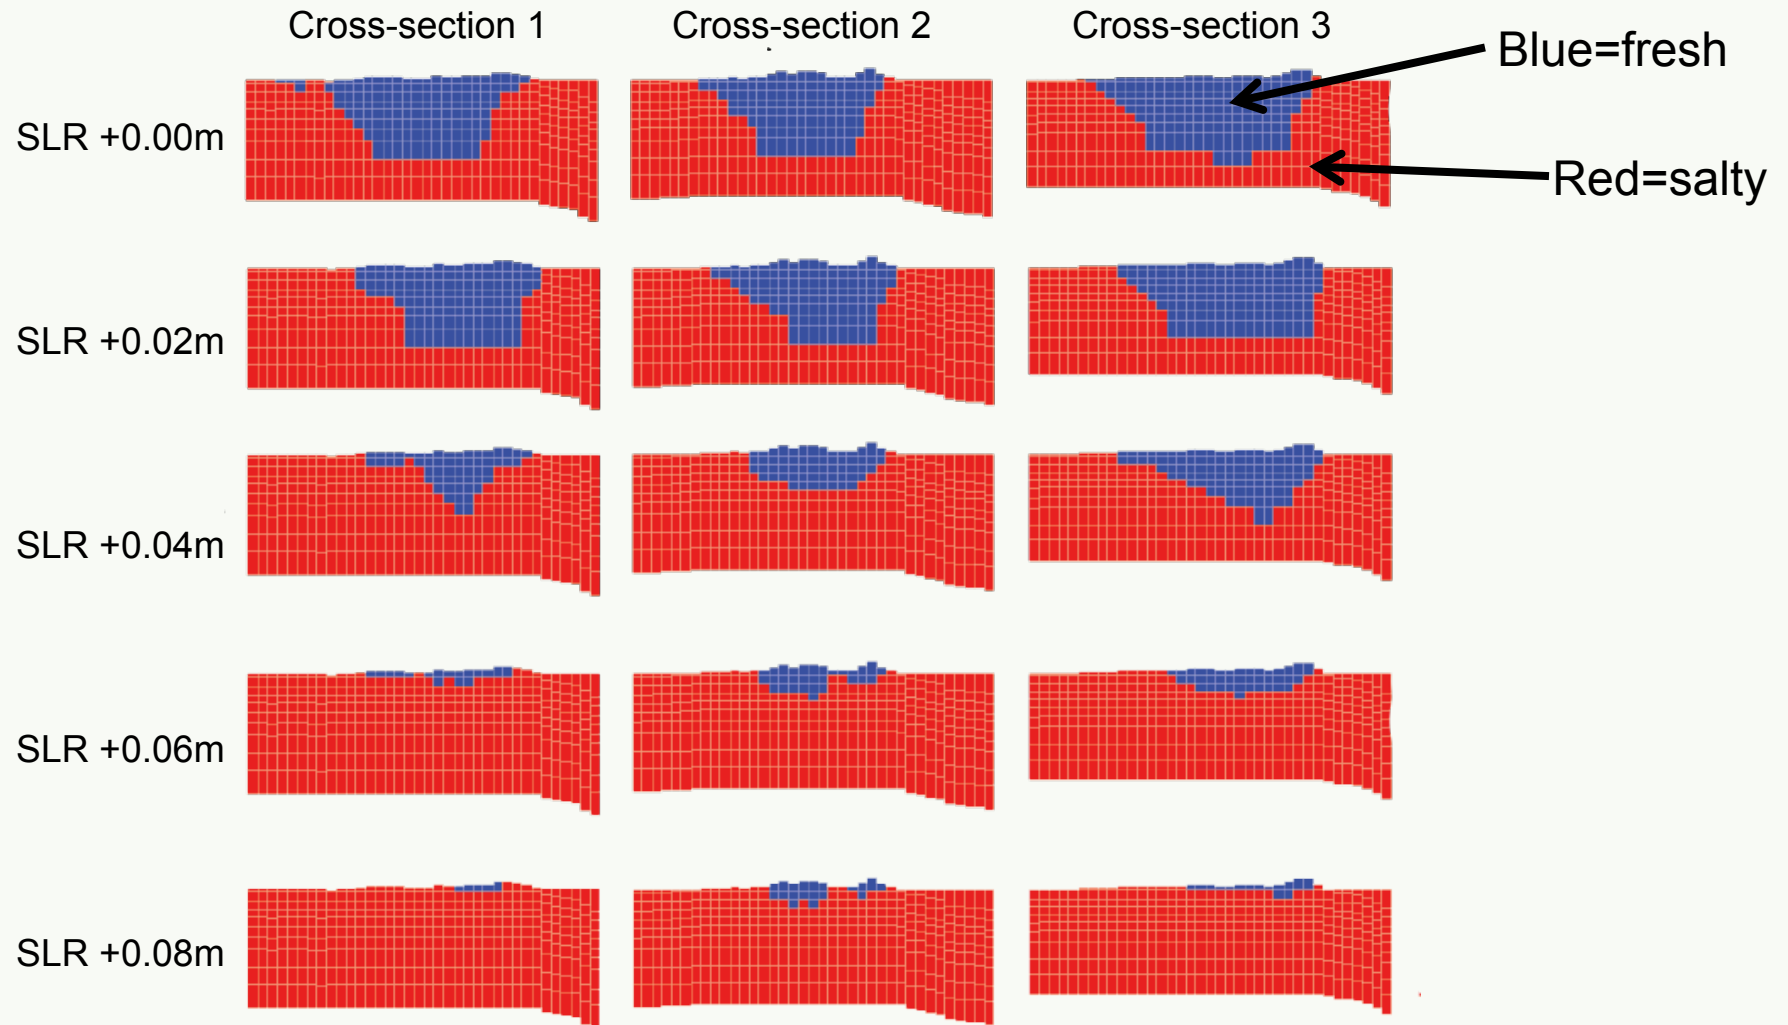 Cross-section 1
Cross-section 2
Cross-section 3
Blue=fresh
SLR +0.00m
Red=salty
SLR +0.02m
SLR +0.04m
SLR +0.06m
SLR +0.08m